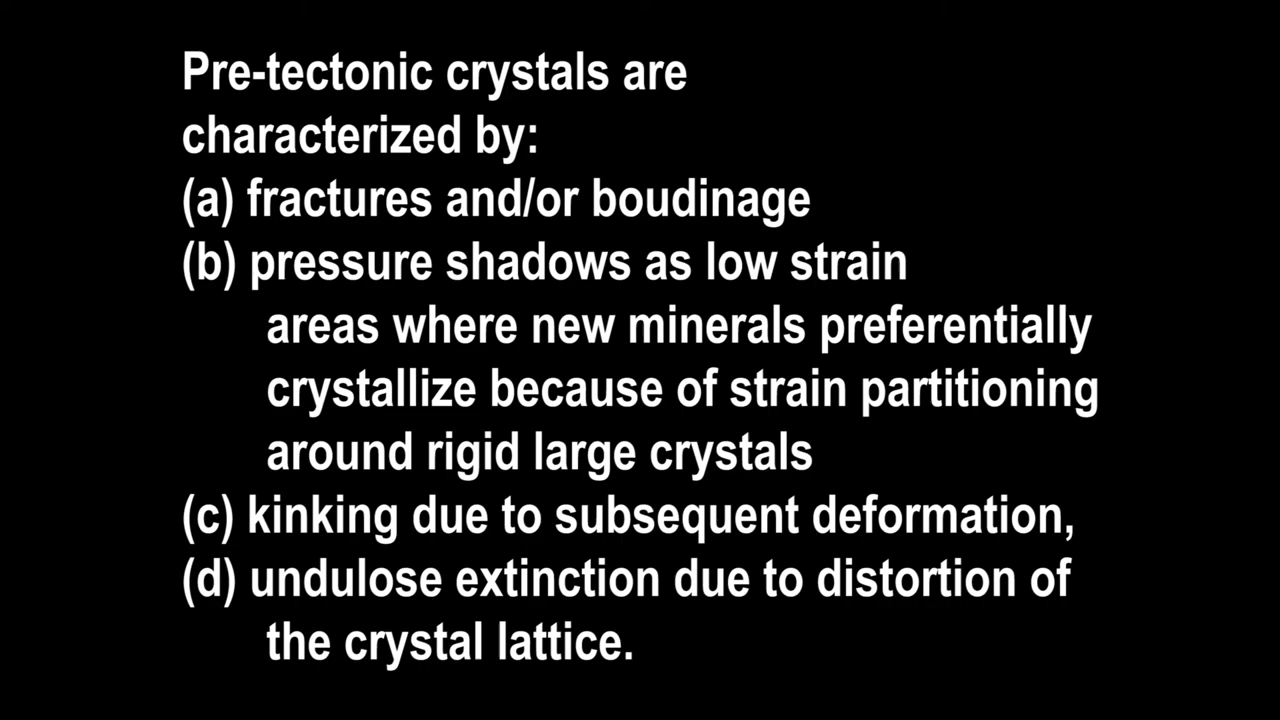 Pre-tectonic crystals are
characterized by:
(a) fractures and/or boudinage
(b) pressure shadows as low strain
areas where new minerals preferentially
crystallize because of strain partitioning
around rigid large crystals
(c) kinking due to subsequent deformation,
(d) undulose extinction due to distortion of
the crystal lattice.